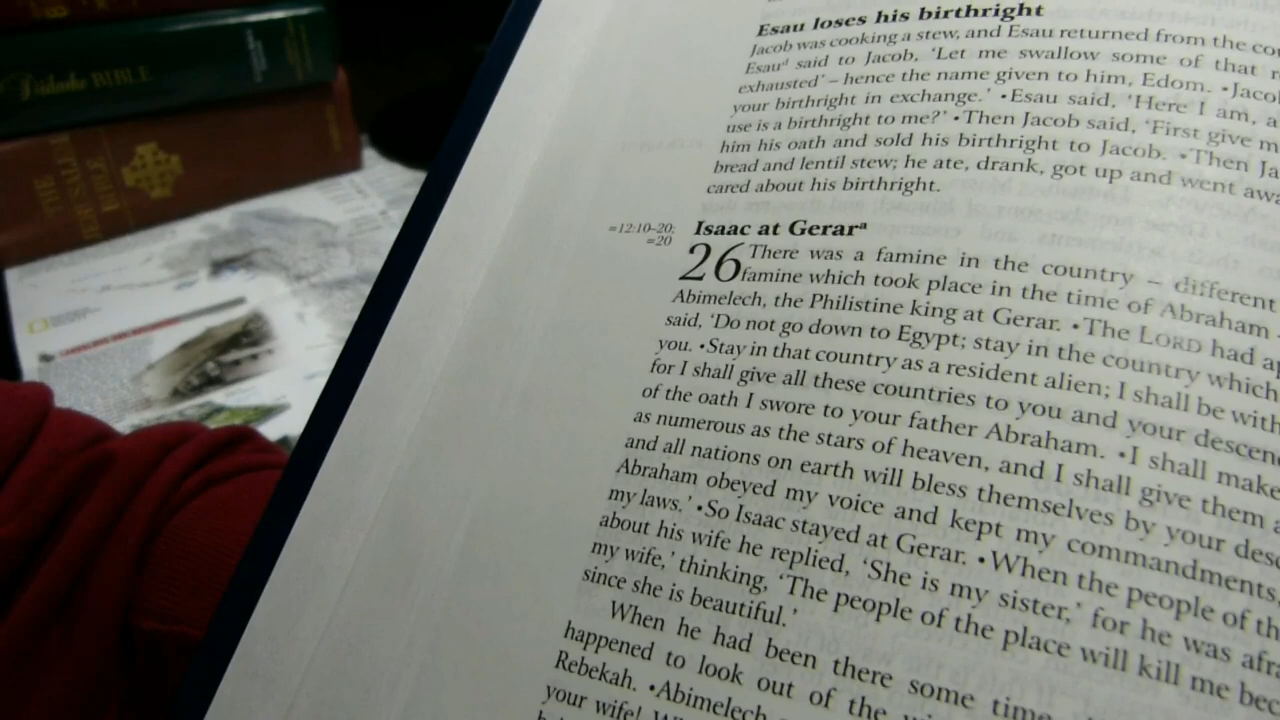 Didache BIBLE
THE
BIBLE
Esau loses his birthright
Jacob was cooking a stew, and Esau returned from the
Esauᵈ said to Jacob, ‘Let me swallow some of that
exhausted’ – hence the name given to him, Edom. •Jaco
your birthright in exchange.’ •Esau said, ‘Here I am, a
use is a birthright to me?’ •Then Jacob said, ‘First give m
him his oath and sold his birthright to Jacob. •Then Ja
bread and lentil stew; he ate, drank, got up and went awa
cared about his birthright.
=12:10–20;
=20
Isaac at Gerarᵃ
26 There was a famine in the country – different
famine which took place in the time of Abraham
Abimelech, the Philistine king at Gerar. •The LORD had ap
said, ‘Do not go down to Egypt; stay in the country which
you. •Stay in that country as a resident alien; I shall be with
for I shall give all these countries to you and your descen
of the oath I swore to your father Abraham. •I shall make
as numerous as the stars of heaven, and I shall give them
and all nations on earth will bless themselves by your desc
Abraham obeyed my voice and kept my commandments,
my laws.’ •So Isaac stayed at Gerar. •When the people of th
about his wife he replied, ‘She is my sister,’ for he was afra
my wife,’ thinking, ‘The people of the place will kill me bec
since she is beautiful.’
When he had been there some time,
happened to look out of the
Rebekah. •Abimelech
your wife!